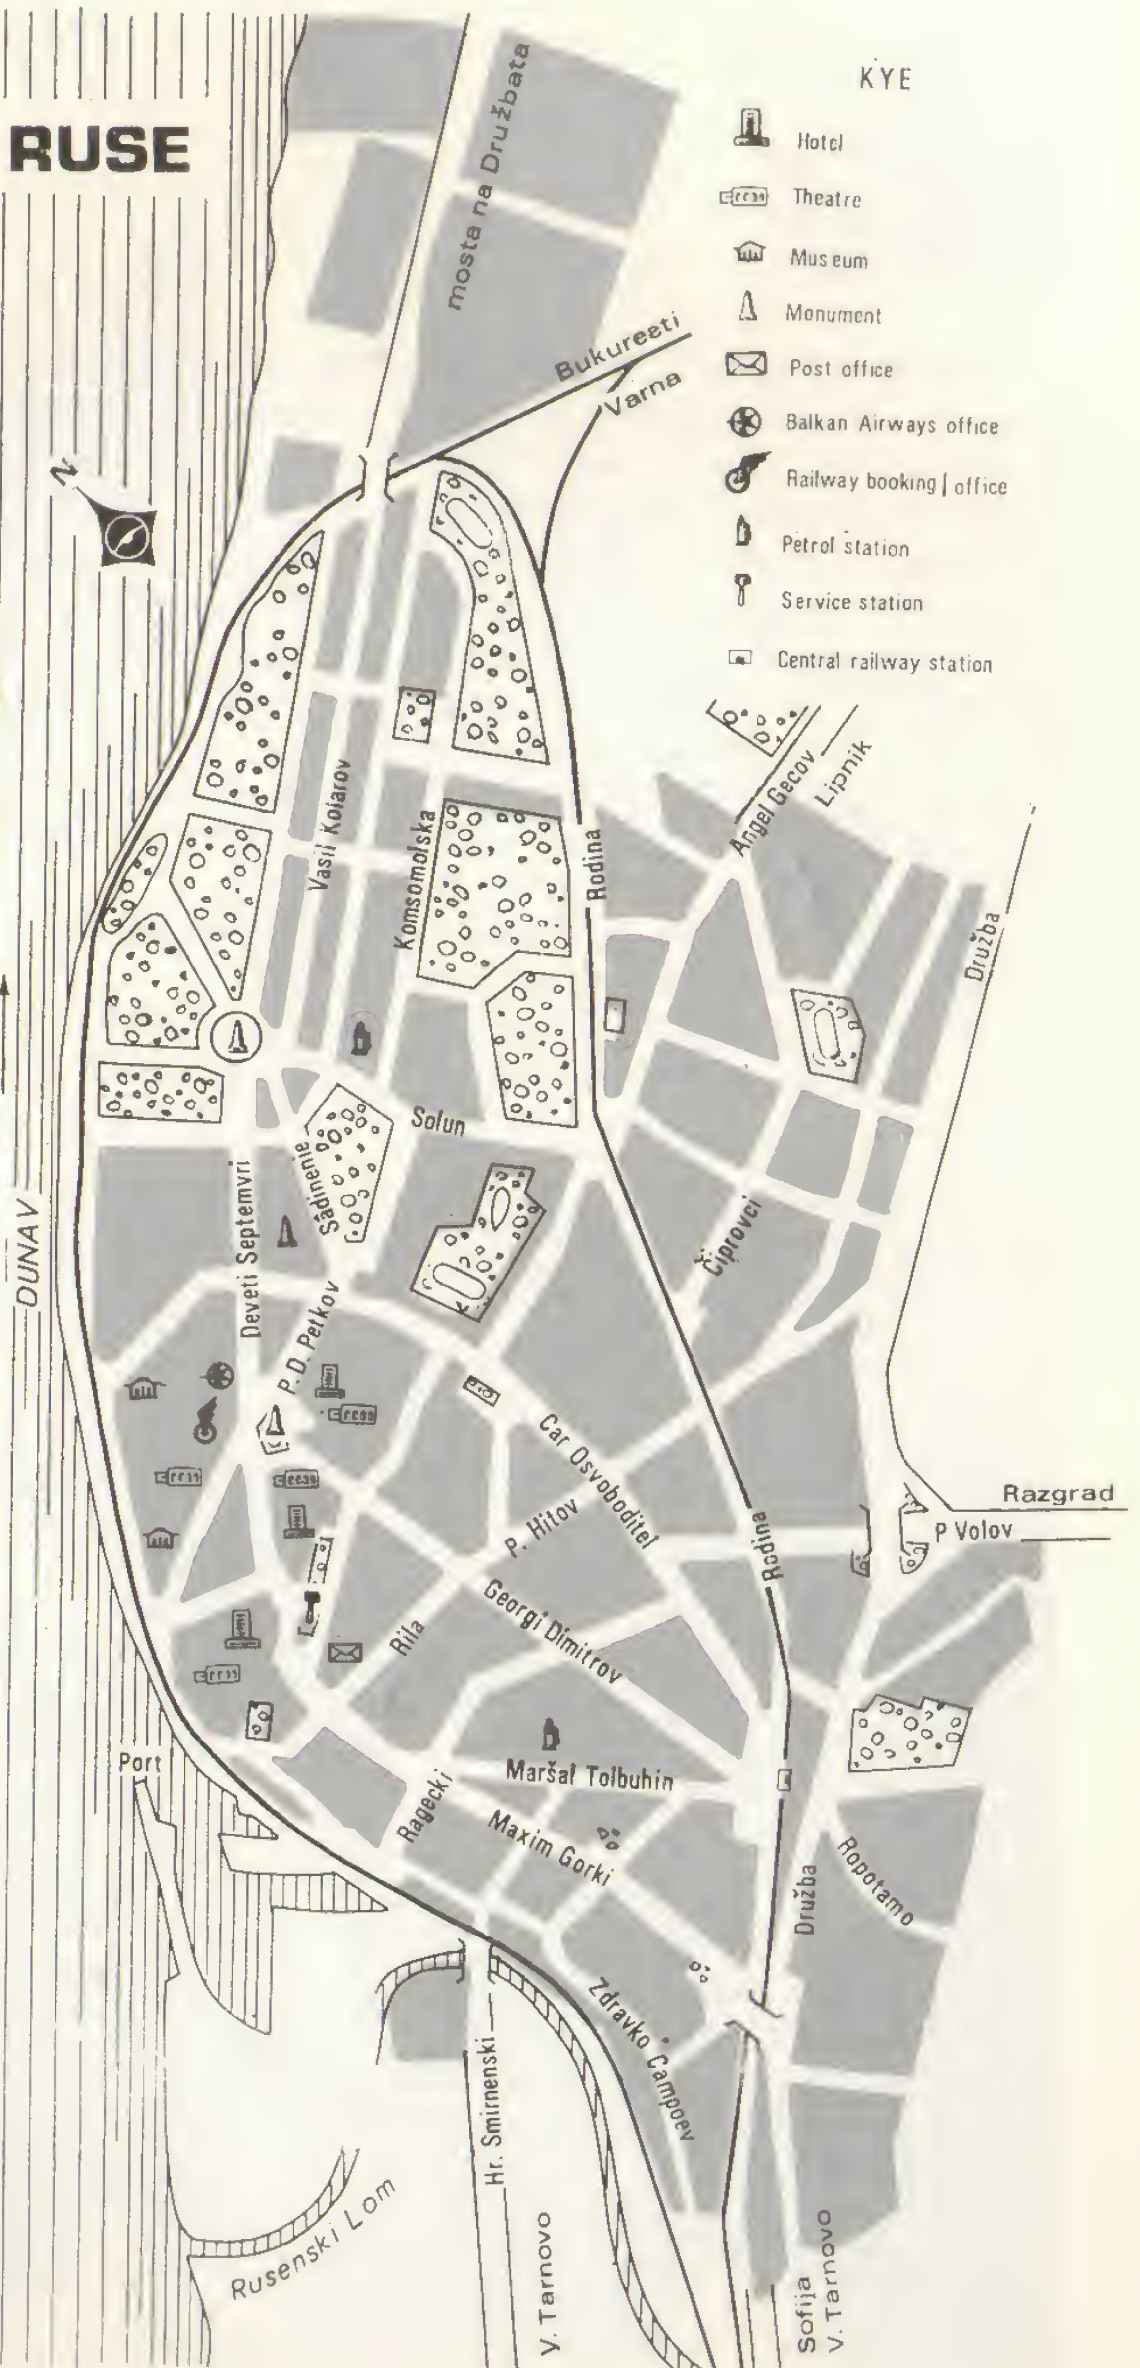 RUSE
KYE
Hotel
Theatre
Museum
Monument
Post office
Balkan Airways office
Railway booking | office
Petrol station
Service station
Central railway station
mosta na Družbata
Bukureeti
Varna
N
Angel Gecov
Lipnik
Vasil Kolarov
Komsomolska
Rodina
Družba
Solun
Sădinenie
Deveti Septemvri
DUNAV
Čiprovci
P.D. Petkov
Car Osvoboditel
P. Hitov
Razgrad
P Volov
Rodina
Georgi Dimitrov
Rila
Port
Maršal Tolbuhin
Ragecki
Maxim Gorki
Ropotamo
Družba
Zdravko Čampoev
Hr. Smirnenski
Rusenski Lom
V. Tarnovo
Sofija
V. Tarnovo